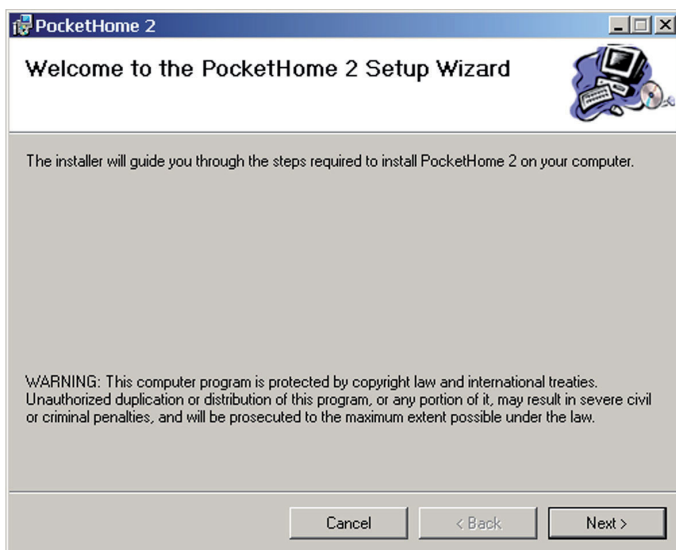 PocketHome 2
Welcome to the PocketHome 2 Setup Wizard
The installer will guide you through the steps required to install PocketHome 2 on your computer.
WARNING: This computer program is protected by copyright law and international treaties.
Unauthorized duplication or distribution of this program, or any portion of it, may result in severe civil
or criminal penalties, and will be prosecuted to the maximum extent possible under the law.
Cancel
< Back
Next >